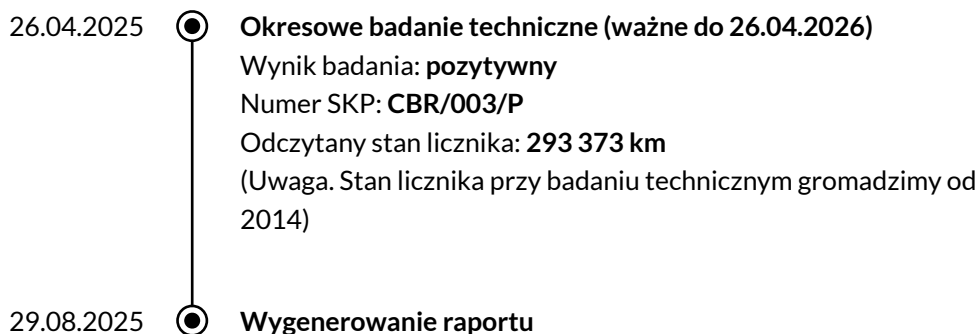 26.04.2025 Okresowe badanie techniczne (ważne do 26.04.2026)
Wynik badania: pozytywny
Numer SKP: CBR/003/P
Odczytany stan licznika: 293 373 km
(Uwaga. Stan licznika przy badaniu technicznym gromadzimy od
2014)
29.08.2025 Wygenerowanie raportu